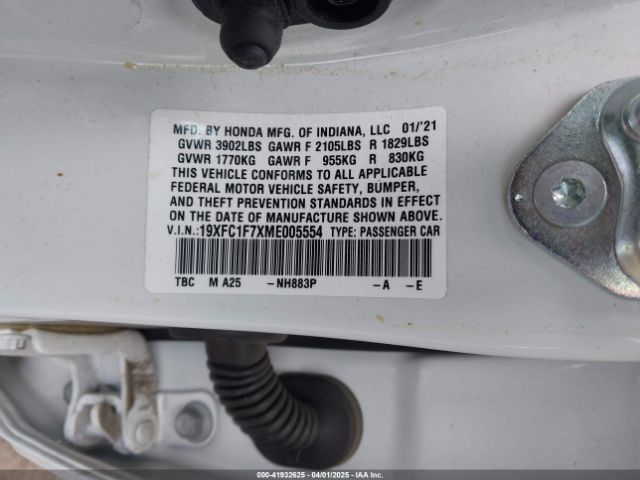 MFD. BY HONDA MFG. OF INDIANA, LLC 01/'21
GVWR 3902LBS GAWR F 2105LBS R 1829LBS
GVWR 1770KG GAWR F 955KG R 830KG
THIS VEHICLE CONFORMS TO ALL APPLICABLE
FEDERAL MOTOR VEHICLE SAFETY, BUMPER,
AND THEFT PREVENTION STANDARDS IN EFFECT
ON THE DATE OF MANUFACTURE SHOWN ABOVE.
V.I.N.: 19XFC1F7XME005554 TYPE: PASSENGER CAR
TBC M A25 -NH883P -A -E
000-41932625 - 04/01/2025 - IAAI.COM